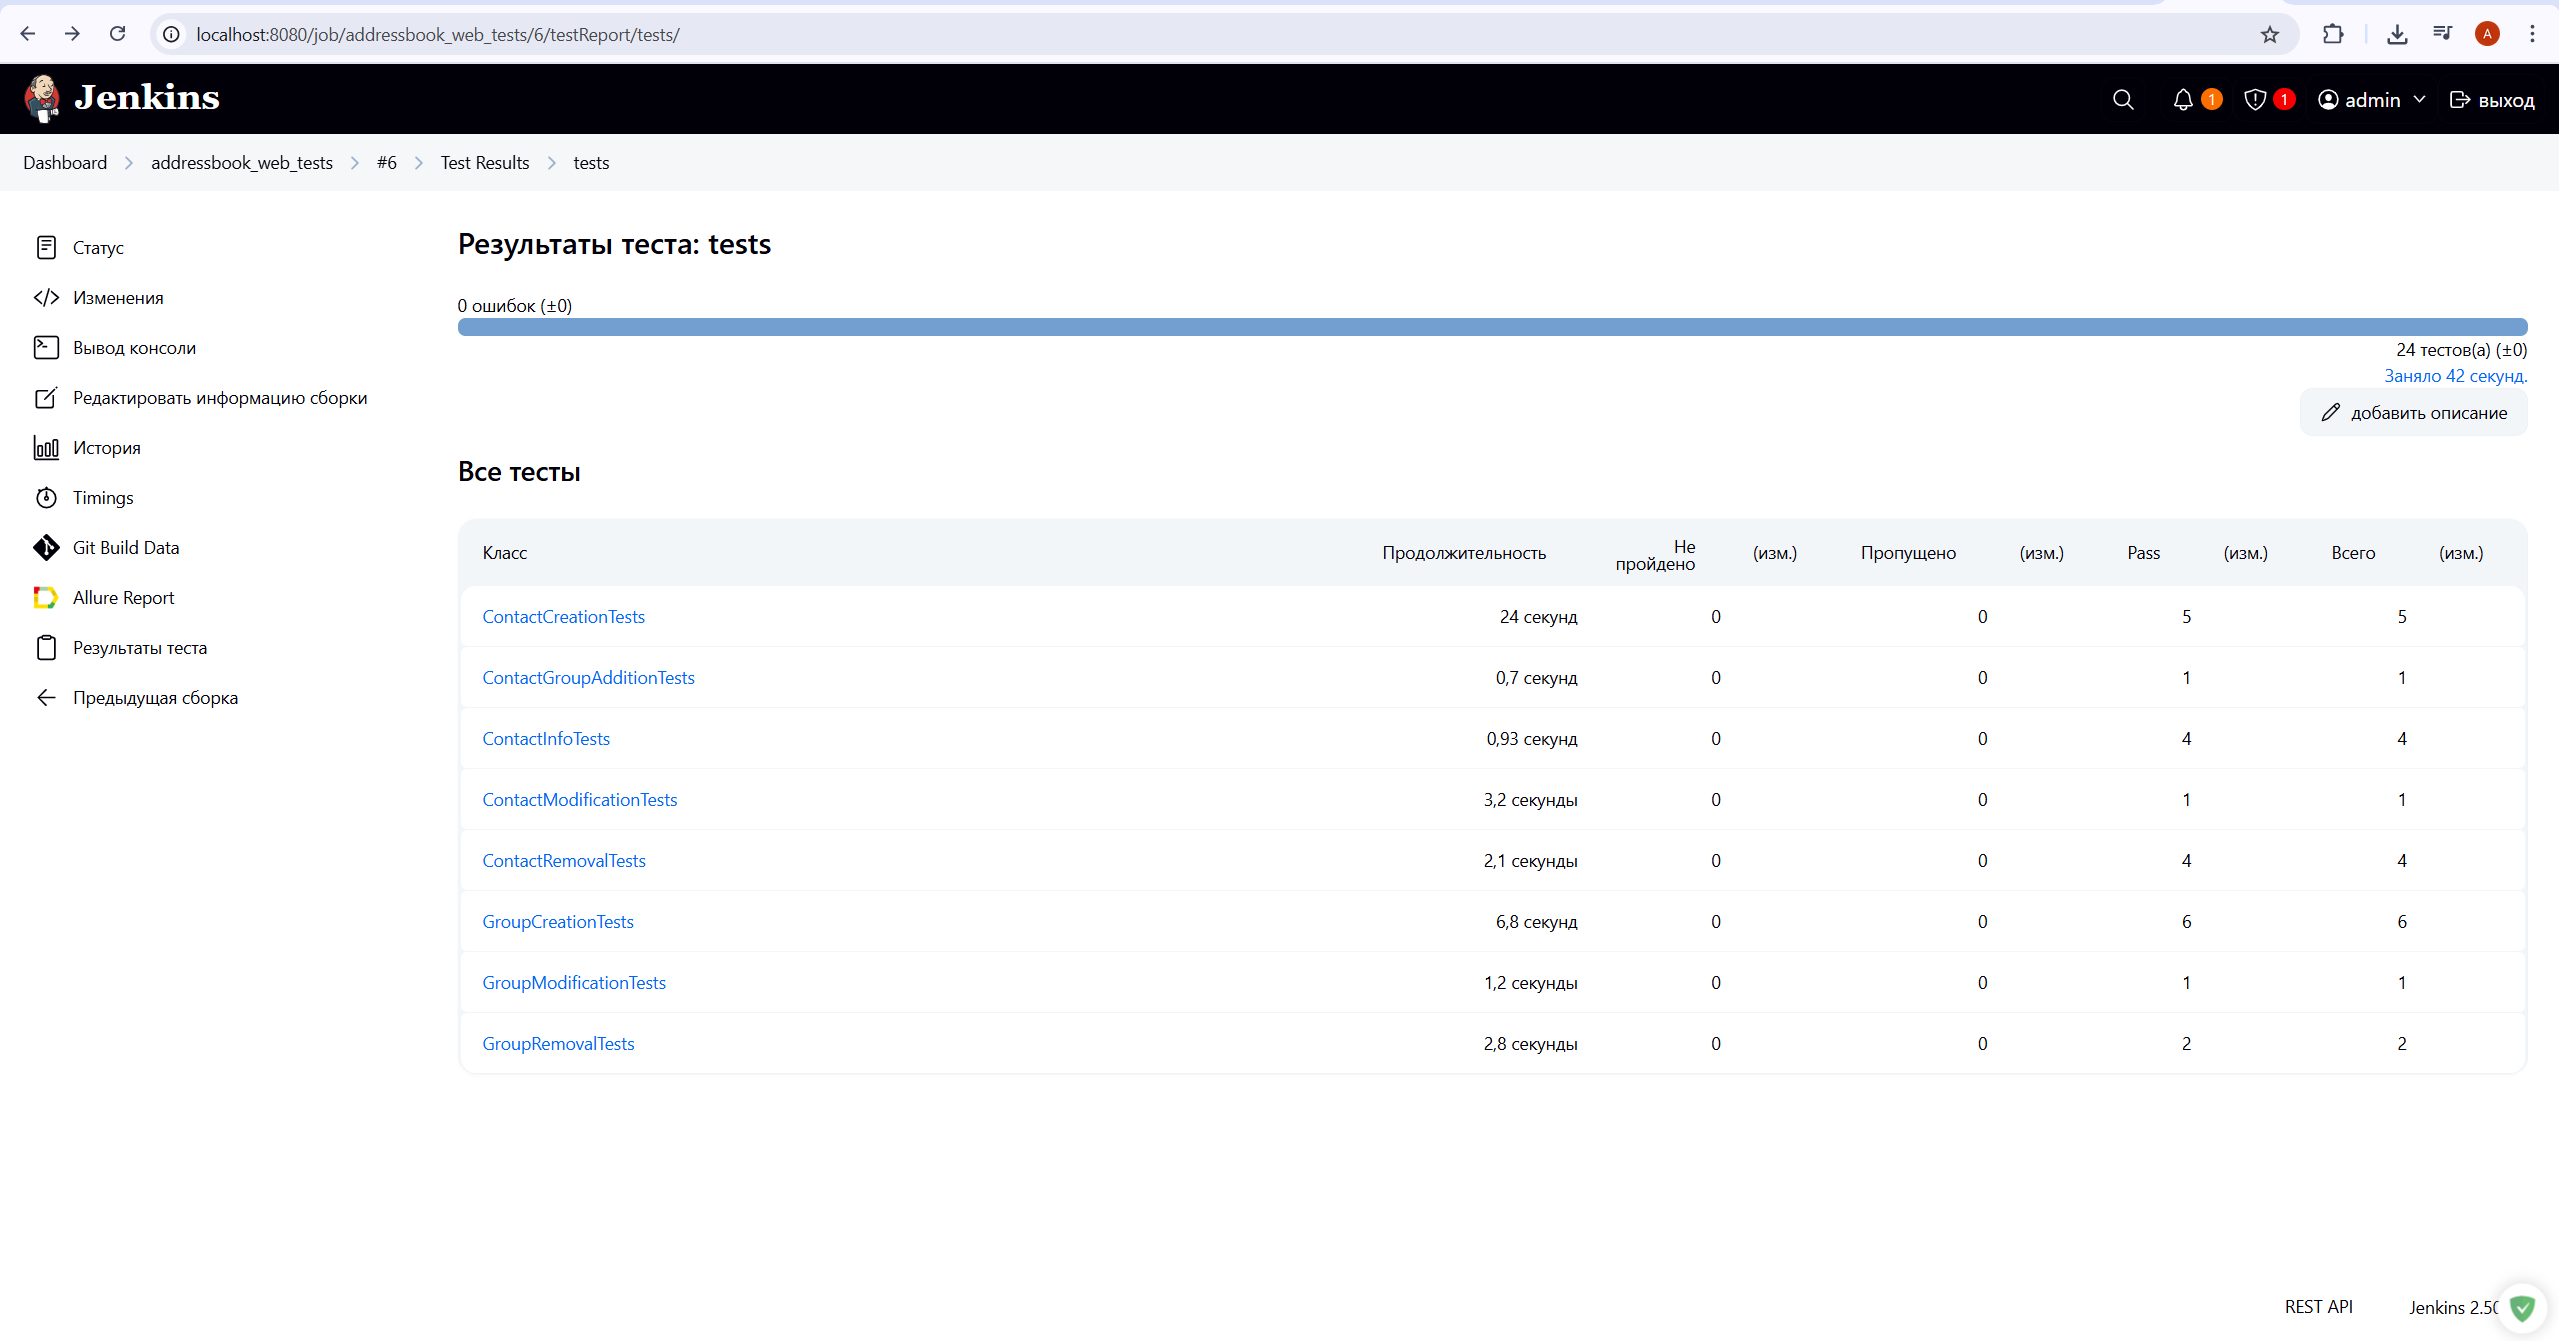 localhost:8080/job/addressbook_web_tests/6/testReport/tests/
A
Jenkins
1
1
admin
выход
Dashboard
addressbook_web_tests
#6
Test Results
tests
Статус
Изменения
Вывод консоли
Редактировать информацию сборки
История
Timings
Git Build Data
Allure Report
Результаты теста
Предыдущая сборка
Результаты теста: tests
0 ошибок (±0)
24 тестов(а) (±0)
Заняло 42 секунд.
добавить описание
Все тесты
Класс Продолжительность Не пройдено (изм.) Пропущено (изм.) Pass (изм.) Всего (изм.)
ContactCreationTests 24 секунд 0 0 5 5
ContactGroupAdditionTests 0,7 секунд 0 0 1 1
ContactInfoTests 0,93 секунд 0 0 4 4
ContactModificationTests 3,2 секунды 0 0 1 1
ContactRemovalTests 2,1 секунды 0 0 4 4
GroupCreationTests 6,8 секунд 0 0 6 6
GroupModificationTests 1,2 секунды 0 0 1 1
GroupRemovalTests 2,8 секунды 0 0 2 2
REST API
Jenkins